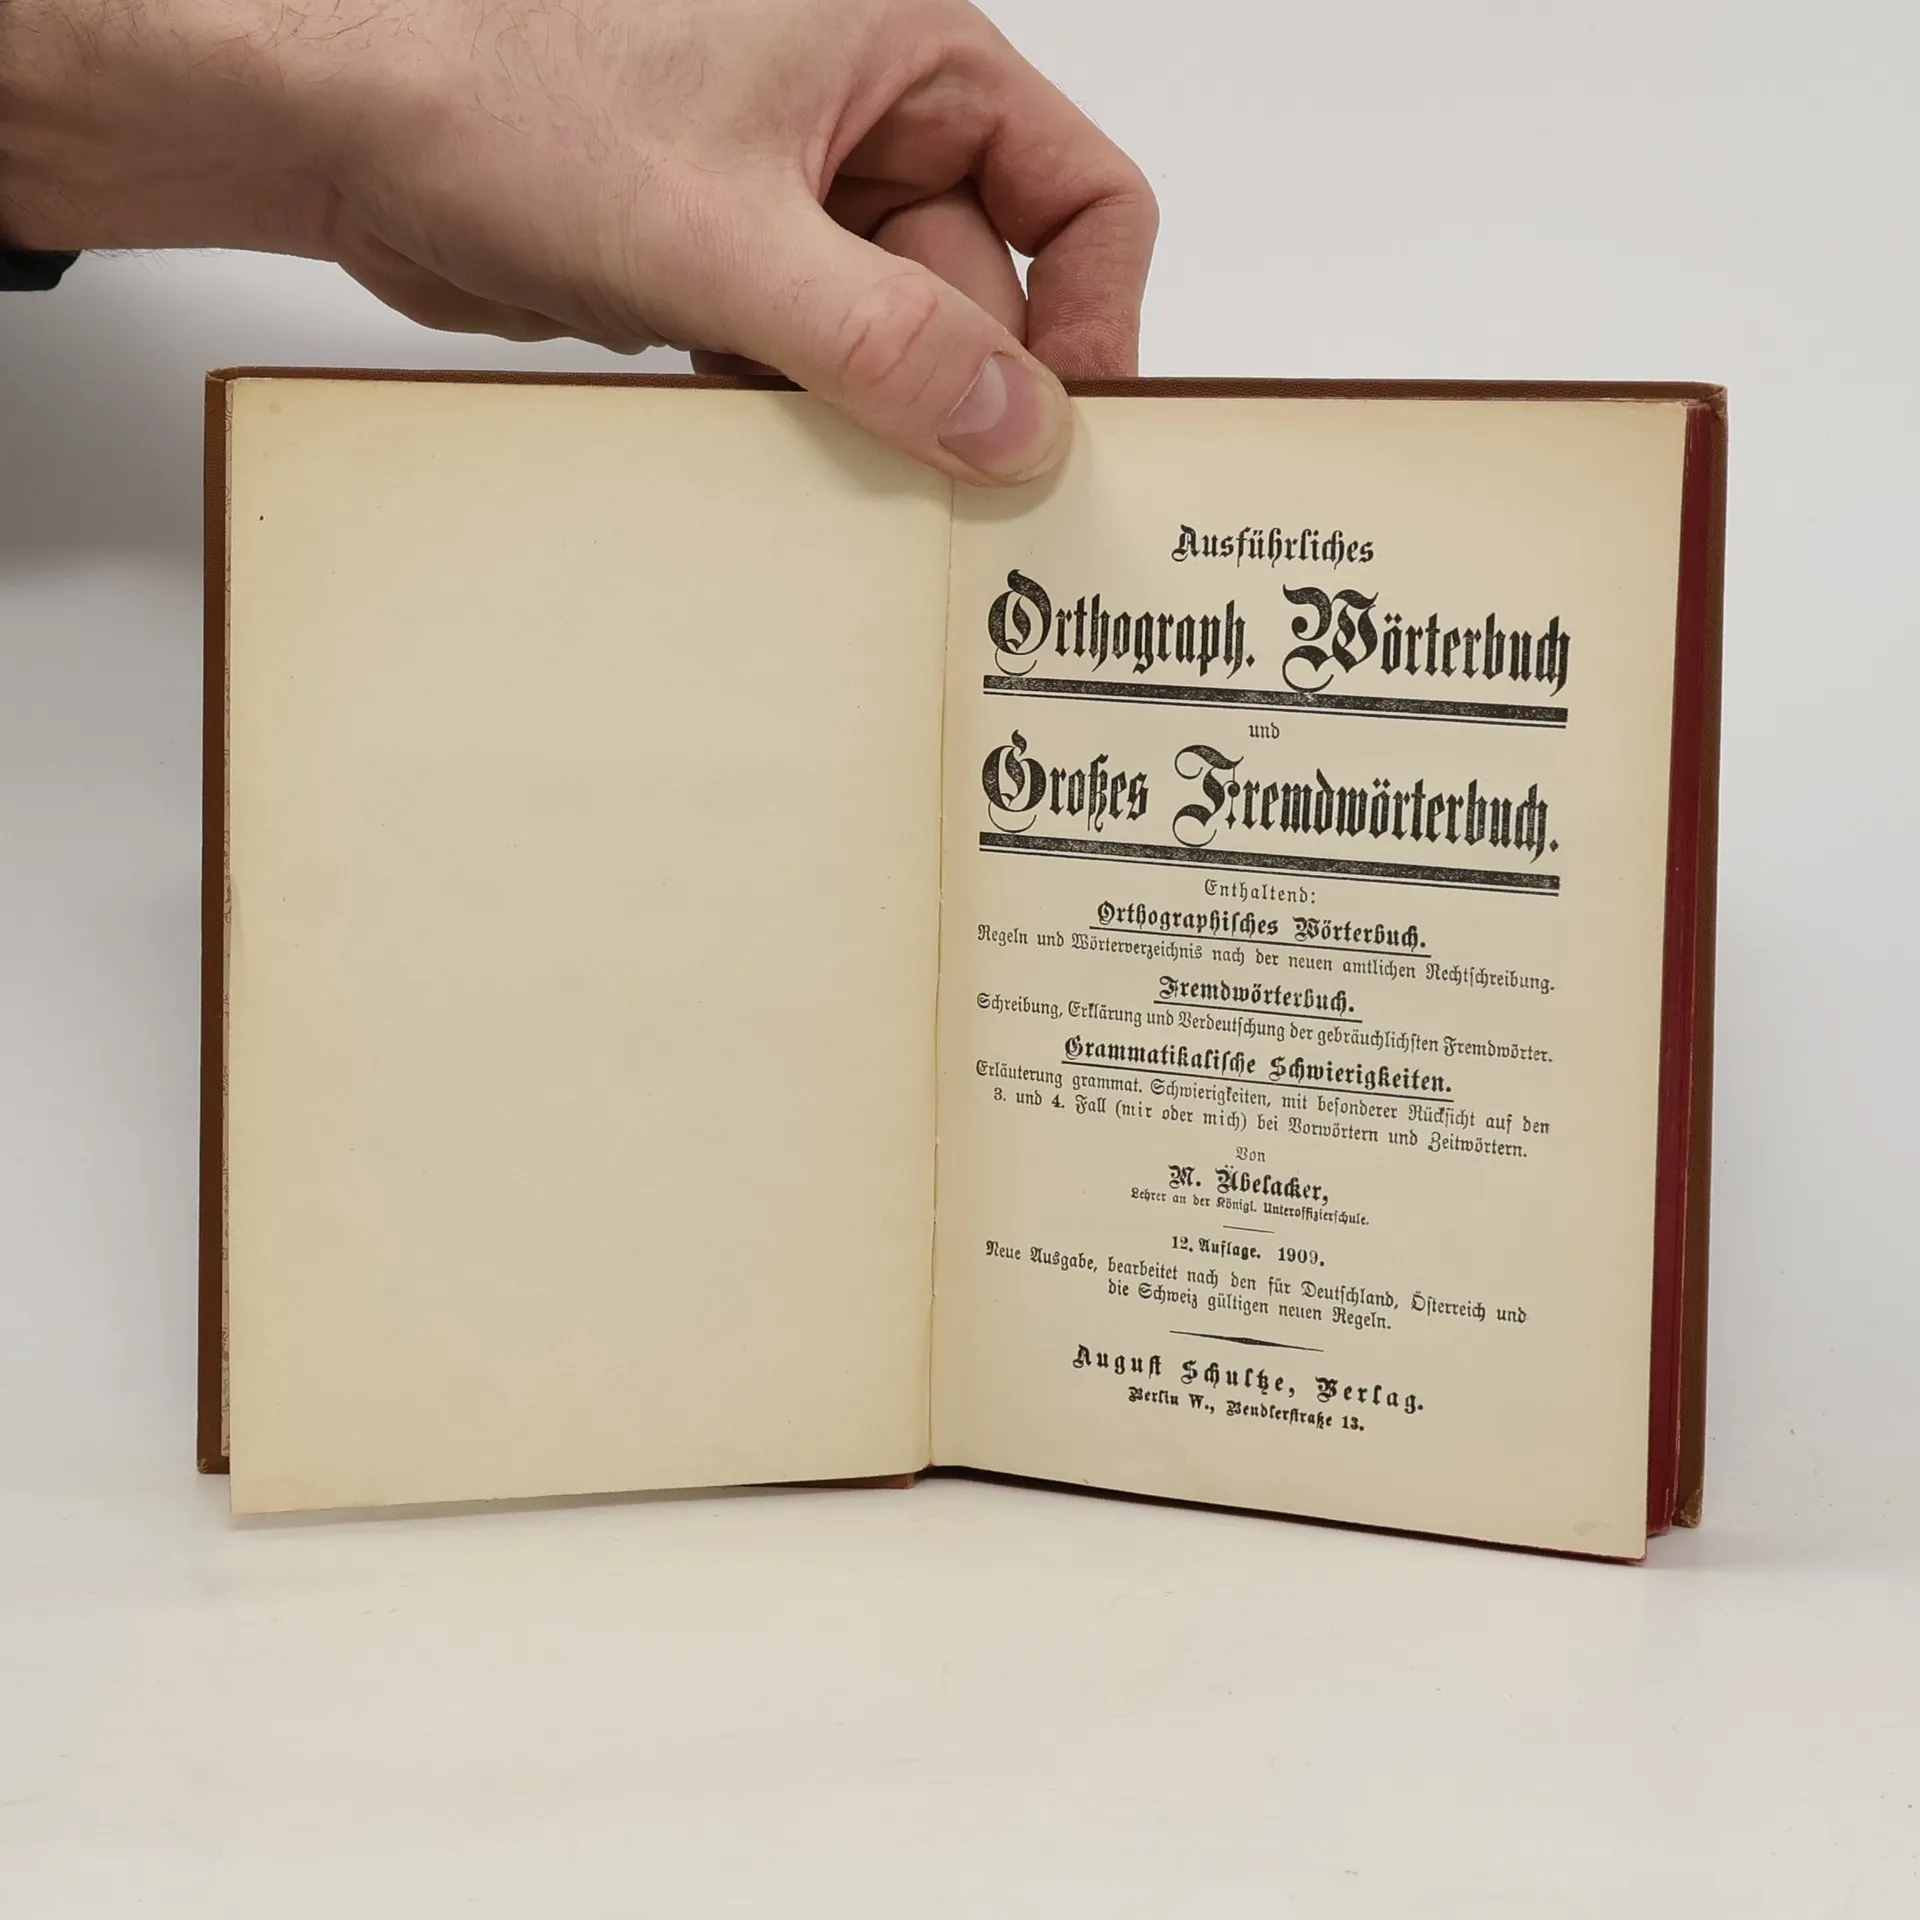 Ausführliches
Orthograph. Wörterbuch
und
Großes Fremdwörterbuch.
Enthaltend:
Orthographiſches Wörterbuch.
Regeln und Wörterverzeichnis nach der neuen amtlichen Rechtſchreibung.
Fremdwörterbuch.
Schreibung, Erklärung und Verdeutſchung der gebräuchlichſten Fremdwörter.
Grammatikaliſche Schwierigkeiten.
Erläuterung grammat. Schwierigkeiten, mit beſonderer Rückſicht auf den
3. und 4. Fall (mir oder mich) bei Vorwörtern und Zeitwörtern.
Von
M. Übelacker,
Lehrer an der Königl. Unteroffizierſchule.
12. Auflage. 1909.
Neue Ausgabe, bearbeitet nach den für Deutſchland, Öſterreich und
die Schweiz gültigen neuen Regeln.
Auguſt Schultze, Verlag.
Berlin W., Bendlerſtraße 13.